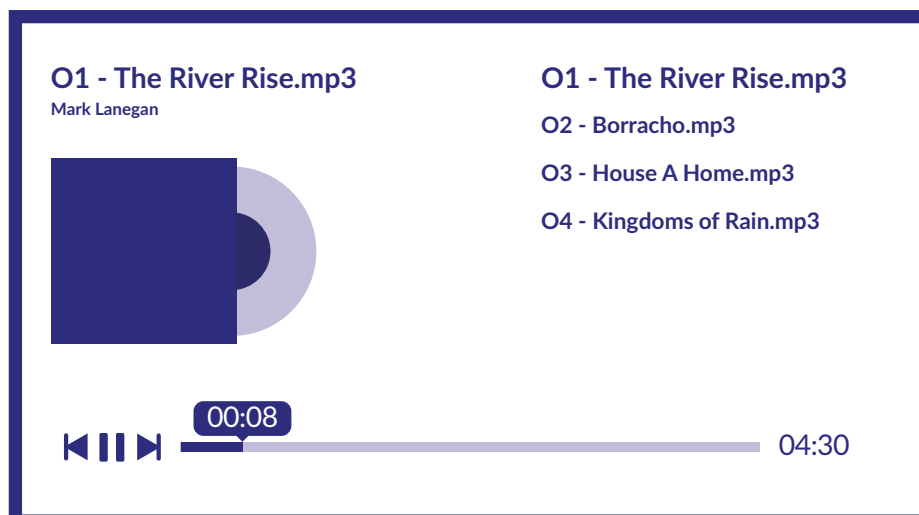 O1 - The River Rise.mp3
Mark Lanegan
O1 - The River Rise.mp3
O2 - Borracho.mp3
O3 - House A Home.mp3
O4 - Kingdoms of Rain.mp3
00:08
04:30